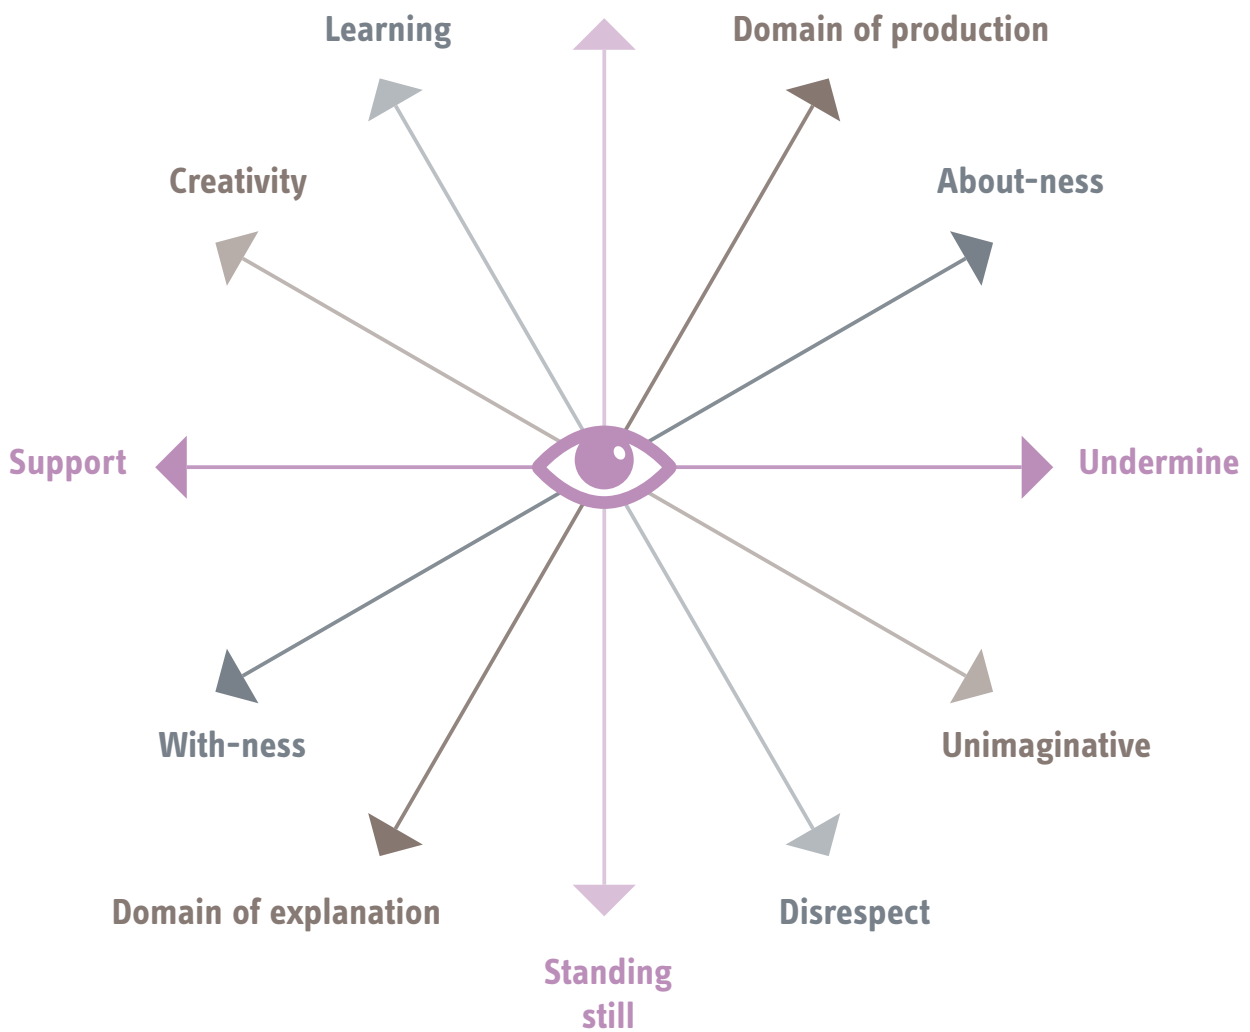 Learning
Domain of production
Creativity
About-ness
Support
Undermine
With-ness
Unimaginative
Domain of explanation
Disrespect
Standing
still